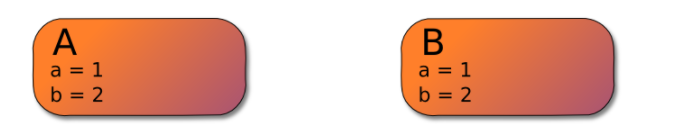 A
a = 1
b = 2
B
a = 1
b = 2